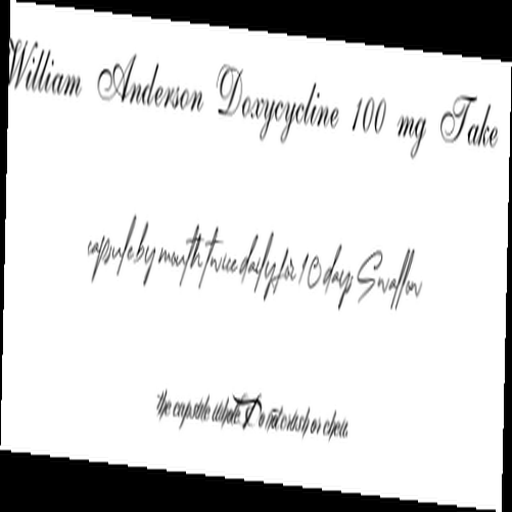 William Anderson Doxycycline 100 mg Take
capsule by mouth twice daily for 10 days Swallow
the capsule whole. Do not crush or chew